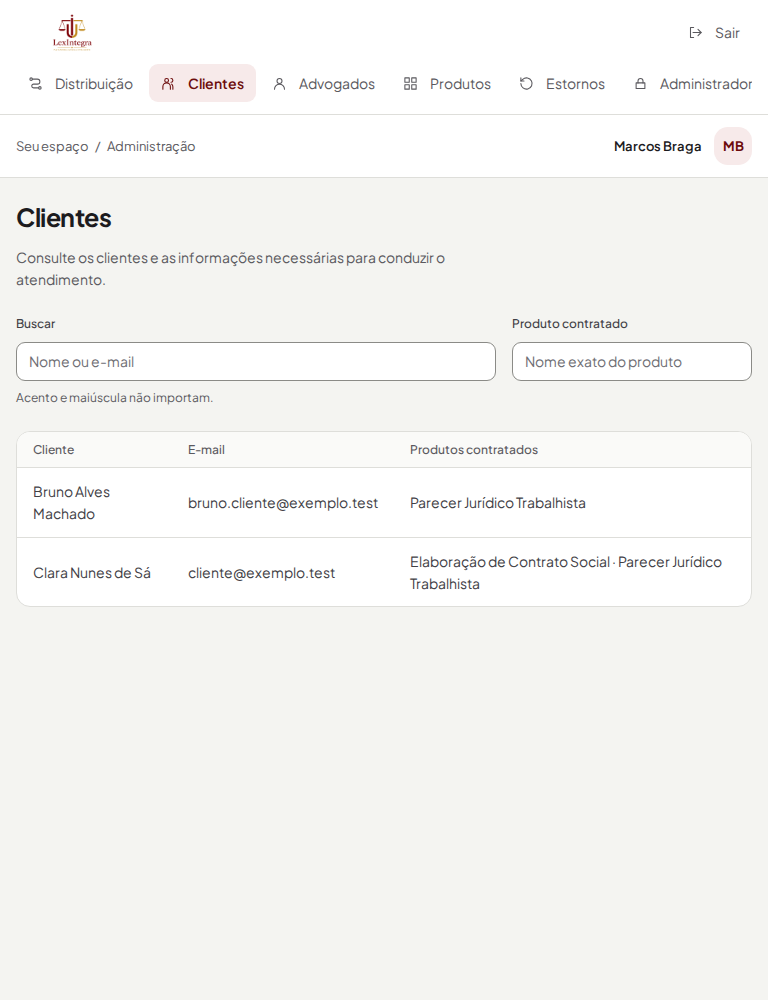 LexIntegra
Sair
Distribuição
Clientes
Advogados
Produtos
Estornos
Administrador
Seu espaço / Administração
Marcos Braga
MB
Clientes
Consulte os clientes e as informações necessárias para conduzir o
atendimento.
Buscar
Produto contratado
Nome ou e-mail
Nome exato do produto
Acento e maiúscula não importam.
Cliente
E-mail
Produtos contratados
Bruno Alves
Machado
bruno.cliente@exemplo.test
Parecer Jurídico Trabalhista
Clara Nunes de Sá
cliente@exemplo.test
Elaboração de Contrato Social · Parecer Jurídico
Trabalhista